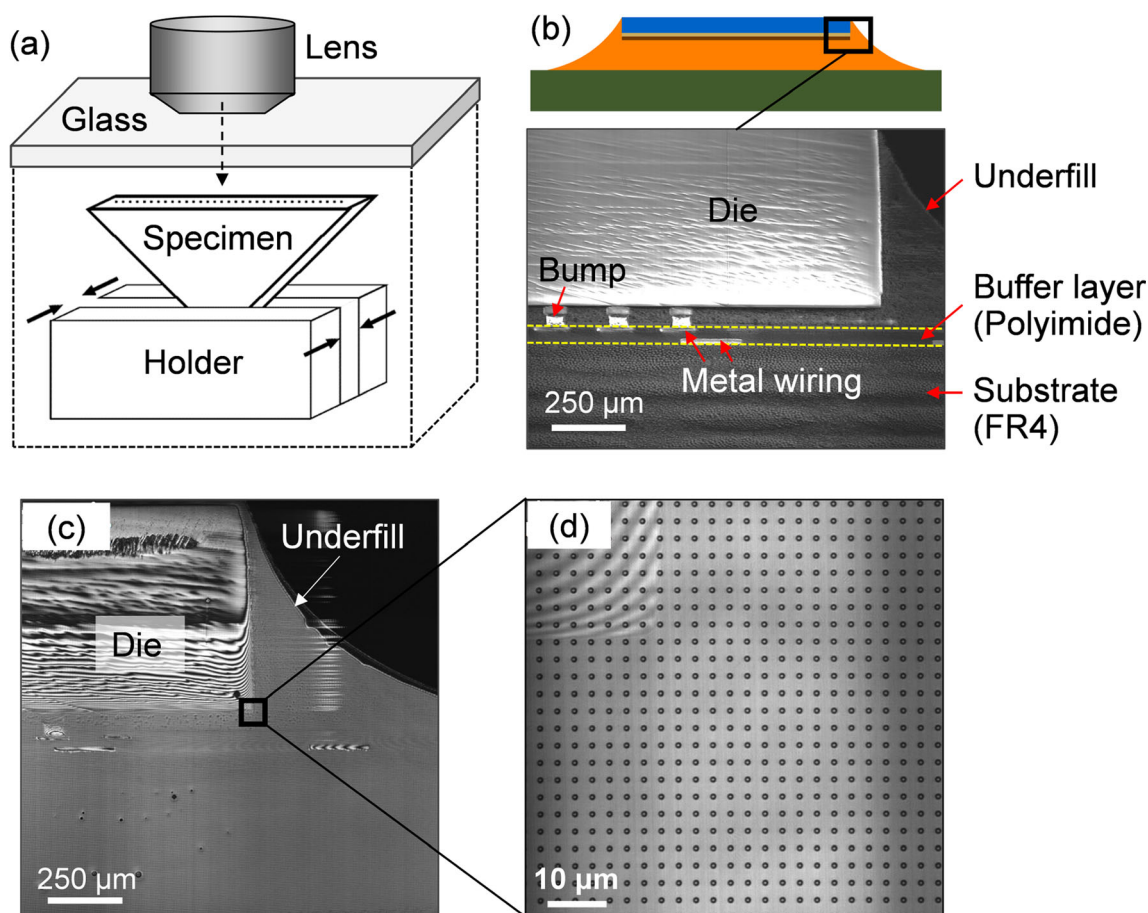 (a)
Lens
Glass
Specimen
Holder
(b)
Underfill
Die
Bump
Buffer layer
(Polyimide)
Metal wiring
250 µm
Substrate
(FR4)
(c)
Underfill
Die
250 µm
(d)
10 µm